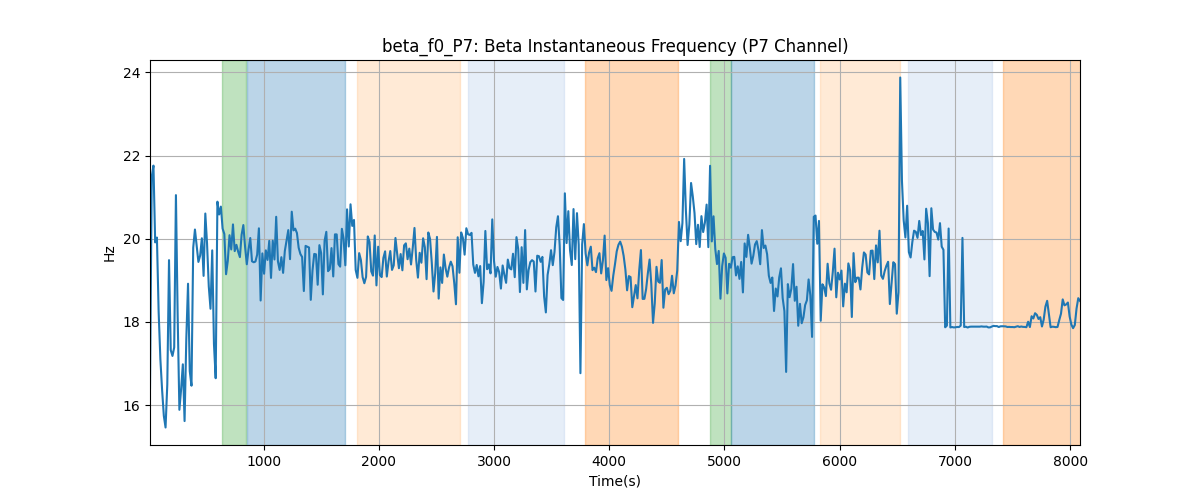 beta_f0_P7: Beta Instantaneous Frequency (P7 Channel)
24
22
20
18
16
Hz
1000 2000 3000 4000 5000 6000 7000 8000
Time(s)